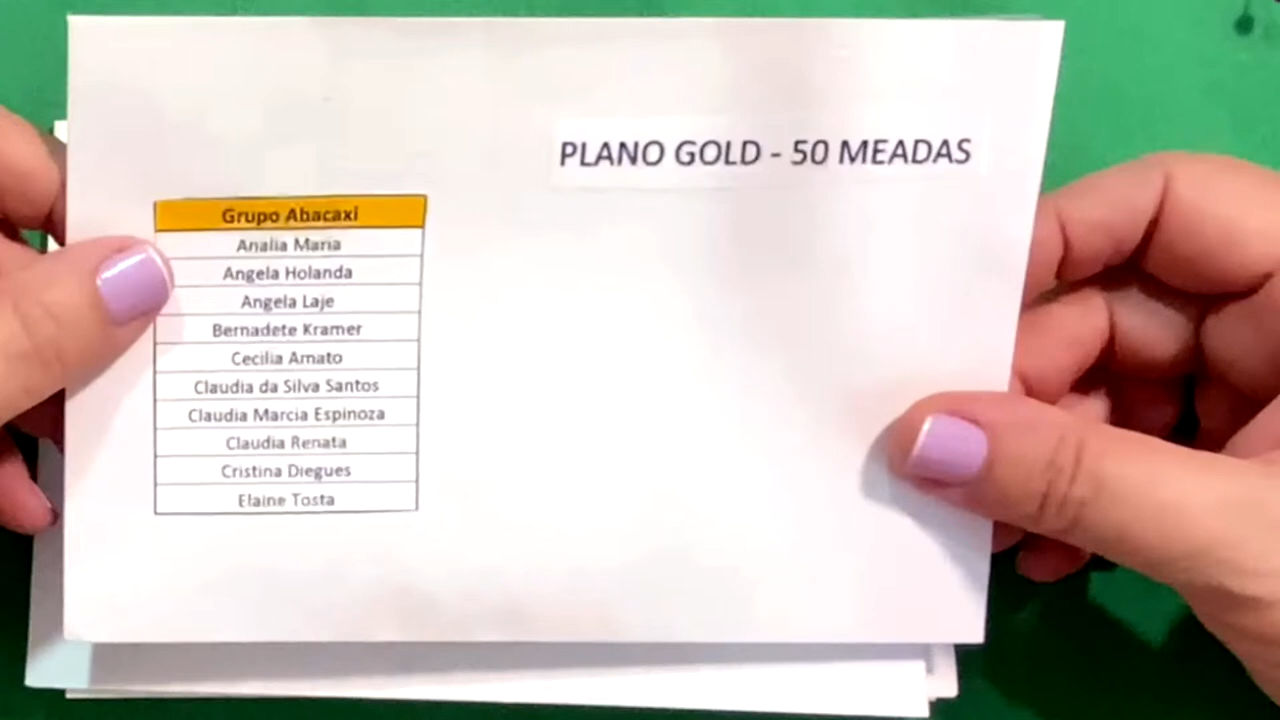 PLANO GOLD - 50 MEADAS
Grupo Abacaxi
Analia Maria
Angela Holanda
Angela Laje
Bernadete Kramer
Cecilia Amato
Claudia da Silva Santos
Claudia Marcia Espinoza
Claudia Renata
Cristina Diegues
Elaine Tosta